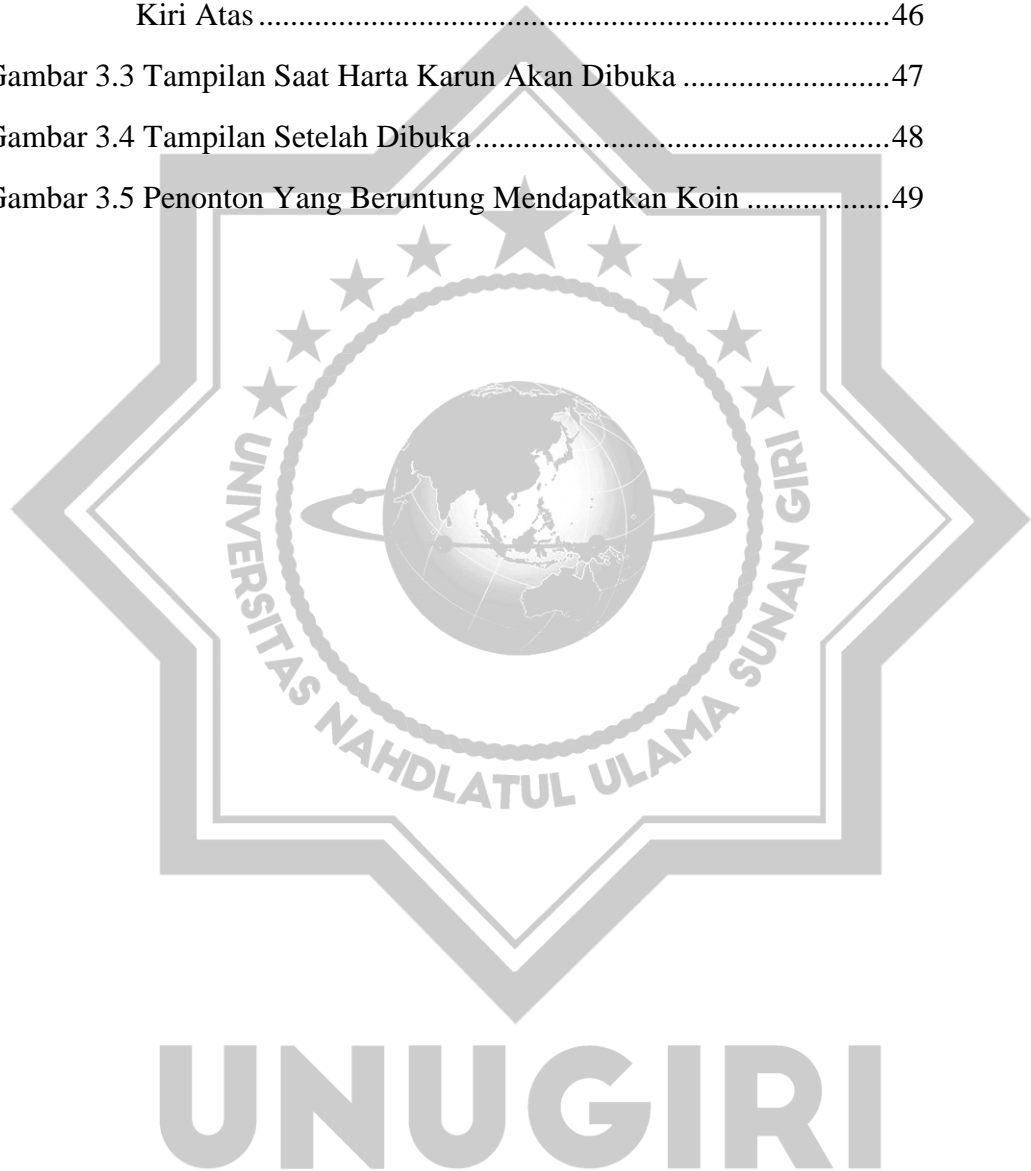 Kiri Atas ............................................................................. 46
Gambar 3.3 Tampilan Saat Harta Karun Akan Dibuka ......................... 47
Gambar 3.4 Tampilan Setelah Dibuka ................................................... 48
Gambar 3.5 Penonton Yang Beruntung Mendapatkan Koin ................. 49
UNIVERSITAS NAHDLATUL ULAMA SUNAN GIRI
UNUGIRI